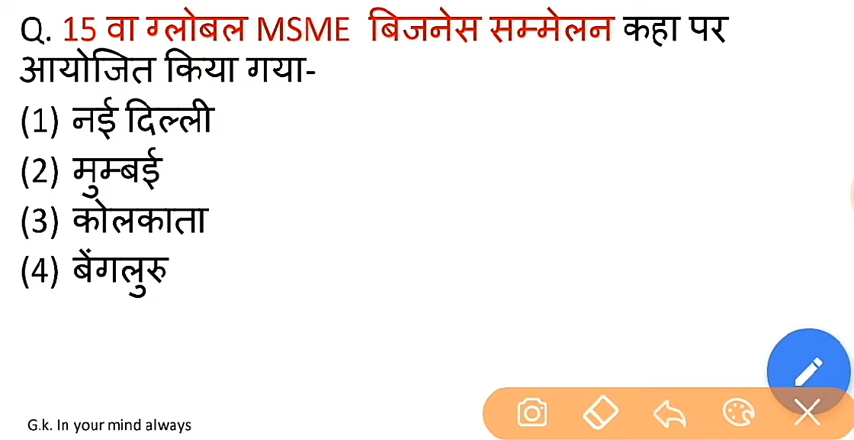 Q. 15 वा ग्लोबल MSME बिजनेस सम्मेलन कहा पर
आयोजित किया गया-
(1) नई दिल्ली
(2) मुम्बई
(3) कोलकाता
(4) बेंगलुरु
G.k. In your mind always